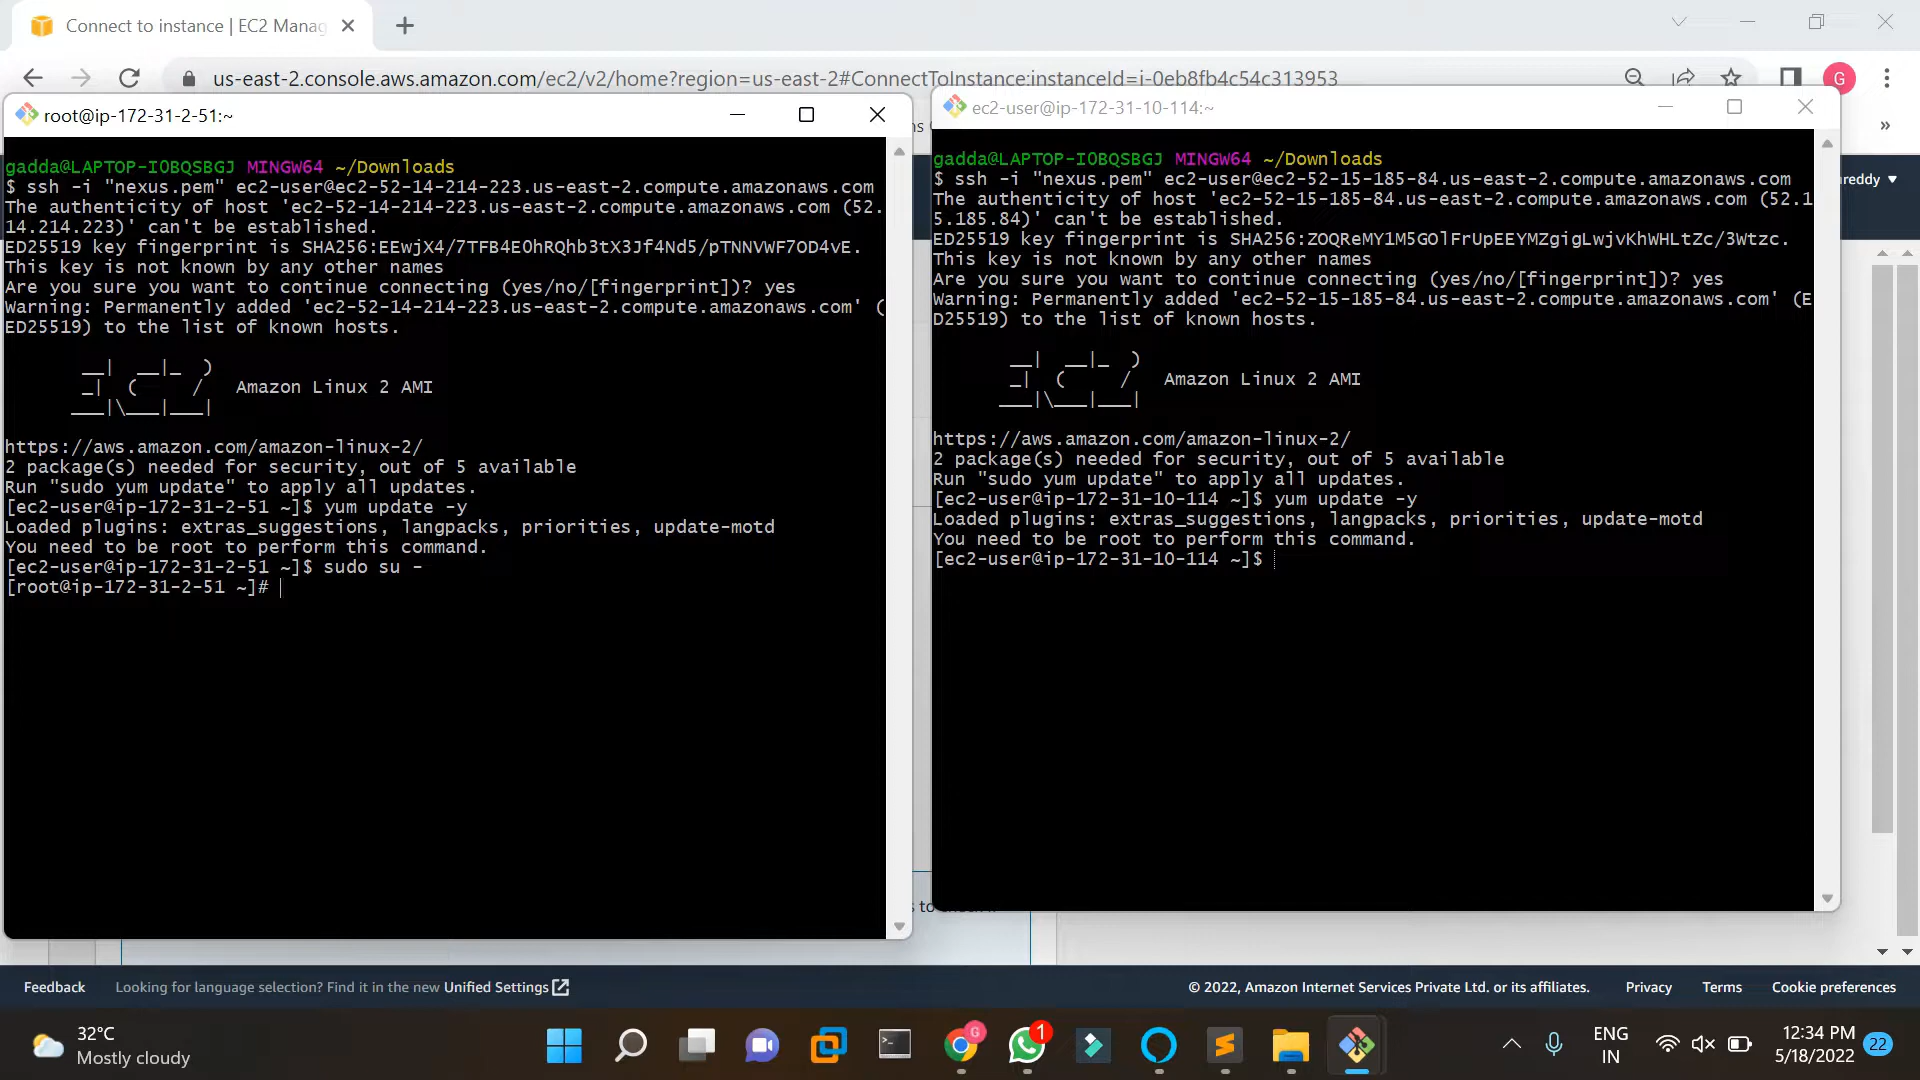 Connect to instance | EC2 Manag
us-east-2.console.aws.amazon.com/ec2/v2/home?region=us-east-2#ConnectToInstance:instanceId=i-0eb8fb4c54c313953
G
root@ip-172-31-2-51:~
gadda@LAPTOP-I0BQSBGJ MINGW64 ~/Downloads
$ ssh -i "nexus.pem" ec2-user@ec2-52-14-214-223.us-east-2.compute.amazonaws.com
The authenticity of host 'ec2-52-14-214-223.us-east-2.compute.amazonaws.com (52.
14.214.223)' can't be established.
ED25519 key fingerprint is SHA256:EEwjX4/7TFB4E0hRQhb3tX3Jf4Nd5/pTNNVWF7OD4vE.
This key is not known by any other names
Are you sure you want to continue connecting (yes/no/[fingerprint])? yes
Warning: Permanently added 'ec2-52-14-214-223.us-east-2.compute.amazonaws.com' (
ED25519) to the list of known hosts.
       __|  __|_  )
       _|  (     /   Amazon Linux 2 AMI
      ___|\___|___|
https://aws.amazon.com/amazon-linux-2/
2 package(s) needed for security, out of 5 available
Run "sudo yum update" to apply all updates.
[ec2-user@ip-172-31-2-51 ~]$ yum update -y
Loaded plugins: extras_suggestions, langpacks, priorities, update-motd
You need to be root to perform this command.
[ec2-user@ip-172-31-2-51 ~]$ sudo su -
[root@ip-172-31-2-51 ~]#
ec2-user@ip-172-31-10-114:~
gadda@LAPTOP-I0BQSBGJ MINGW64 ~/Downloads
$ ssh -i "nexus.pem" ec2-user@ec2-52-15-185-84.us-east-2.compute.amazonaws.com
The authenticity of host 'ec2-52-15-185-84.us-east-2.compute.amazonaws.com (52.1
5.185.84)' can't be established.
ED25519 key fingerprint is SHA256:ZOQReMY1M5GOlFrUpEEYMZgigLwjvKhWHLtZc/3Wtzc.
This key is not known by any other names
Are you sure you want to continue connecting (yes/no/[fingerprint])? yes
Warning: Permanently added 'ec2-52-15-185-84.us-east-2.compute.amazonaws.com' (E
D25519) to the list of known hosts.
       __|  __|_  )
       _|  (     /   Amazon Linux 2 AMI
      ___|\___|___|
https://aws.amazon.com/amazon-linux-2/
2 package(s) needed for security, out of 5 available
Run "sudo yum update" to apply all updates.
[ec2-user@ip-172-31-10-114 ~]$ yum update -y
Loaded plugins: extras_suggestions, langpacks, priorities, update-motd
You need to be root to perform this command.
[ec2-user@ip-172-31-10-114 ~]$
ns
»
reddy
to
Feedback Looking for language selection? Find it in the new Unified Settings © 2022, Amazon Internet Services Private Ltd. or its affiliates. Privacy Terms Cookie preferences
32°C
Mostly cloudy
G
1
ENG
IN
12:34 PM
5/18/2022
22